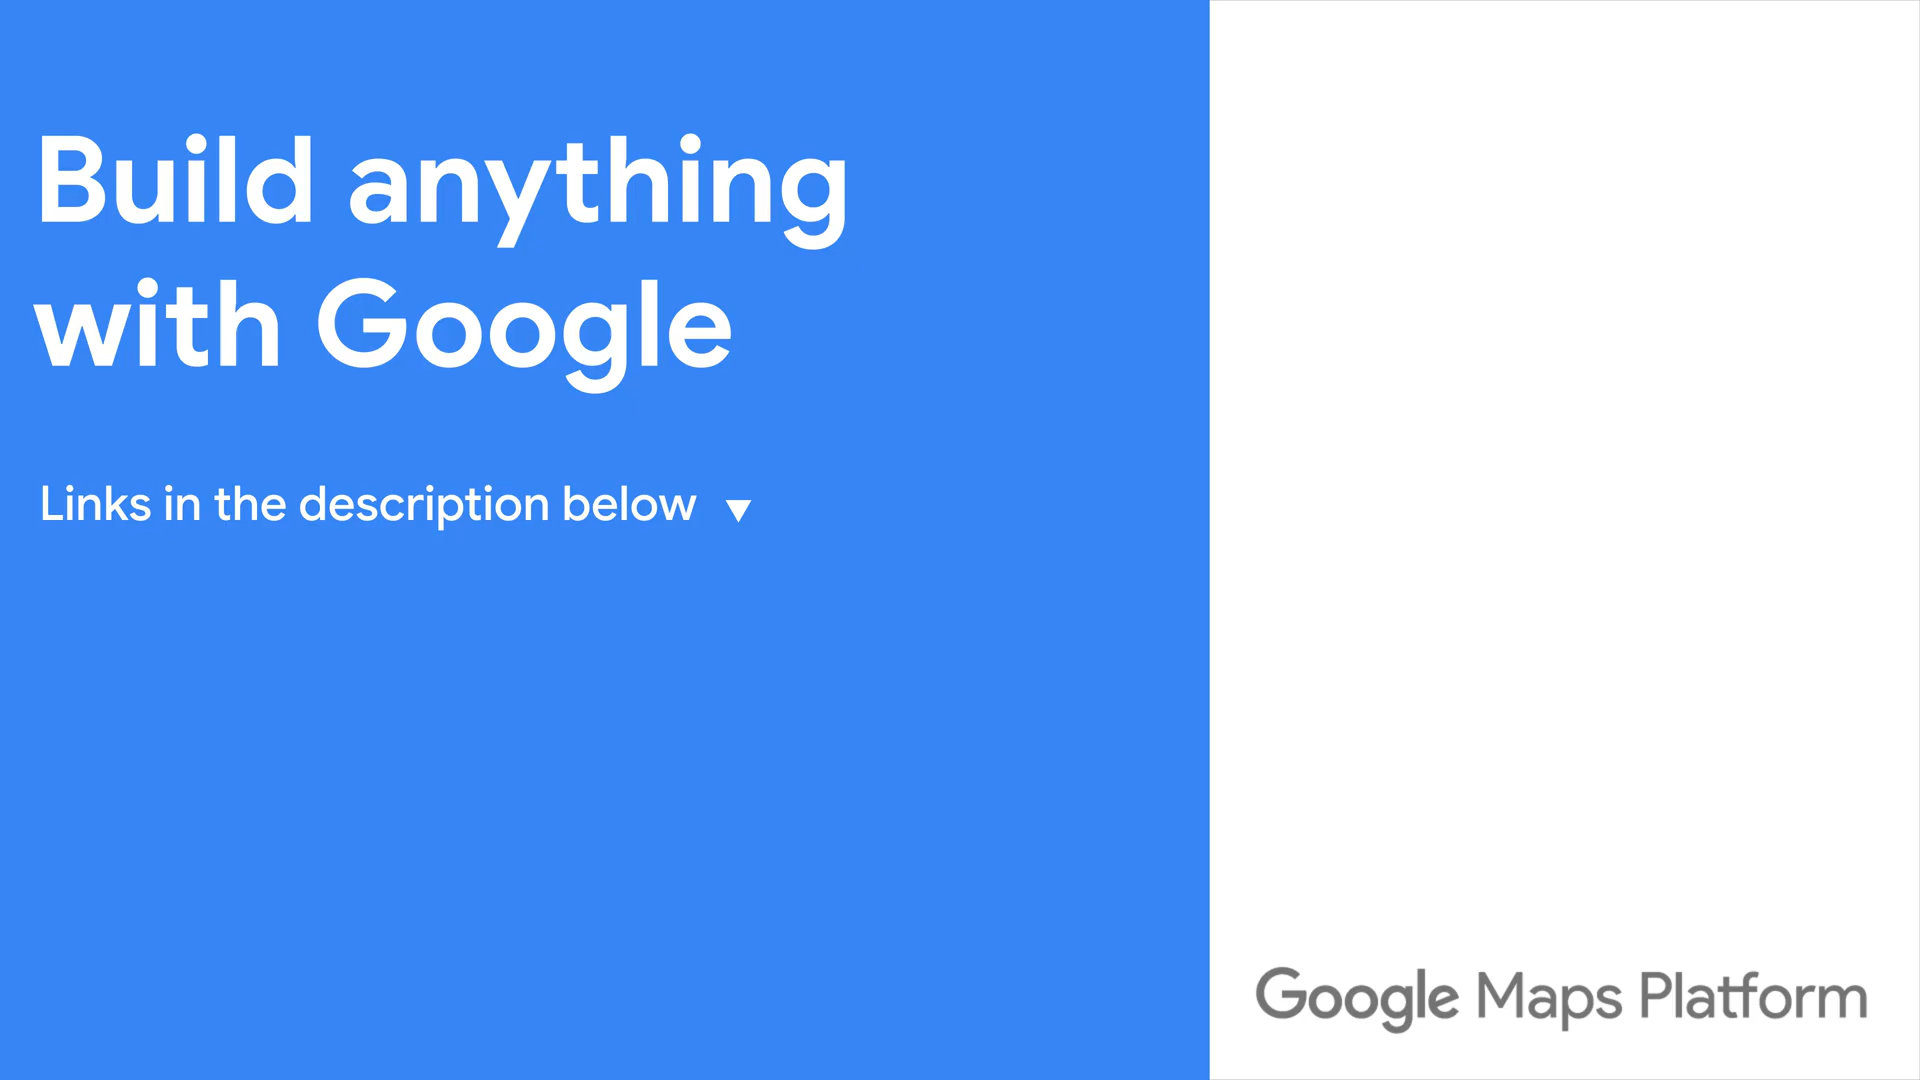 Build anything
with Google
Links in the description below ▼
Google Maps Platform